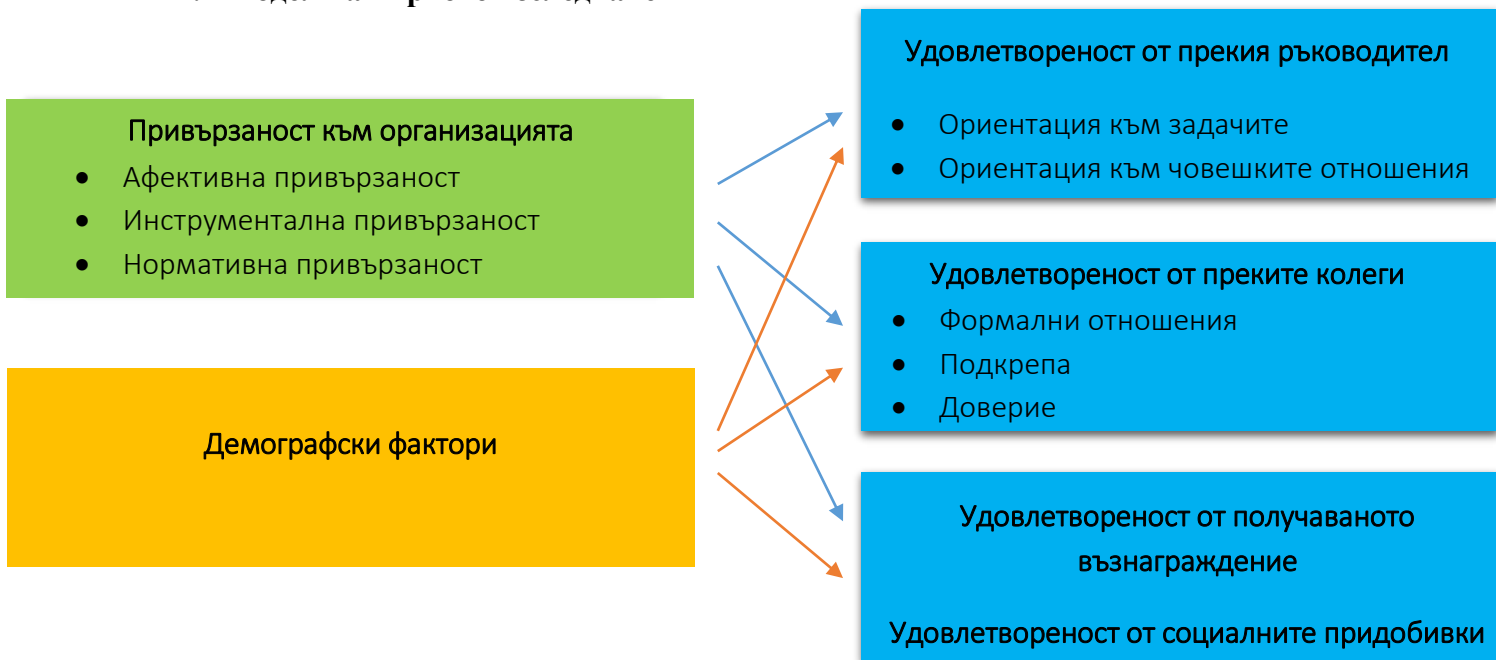 Привързаност към организацията
• Афективна привързаност
• Инструментална привързаност
• Нормативна привързаност
Демографски фактори
Удовлетвореност от прекия ръководител
• Ориентация към задачите
• Ориентация към човешките отношения
Удовлетвореност от преките колеги
• Формални отношения
• Подкрепа
• Доверие
Удовлетвореност от получаваното
възнаграждение
Удовлетвореност от социалните придобивки